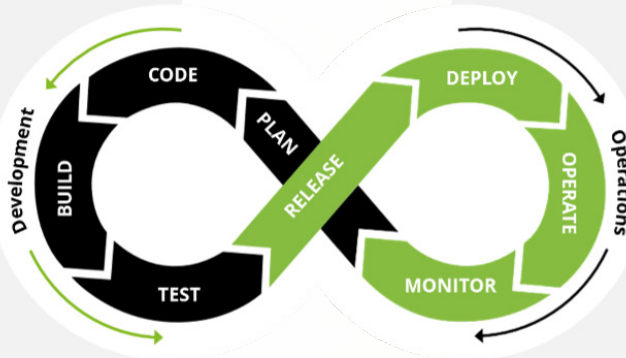 CODE
DEPLOY
PLAN
Development
BUILD
RELEASE
OPERATE
Operations
TEST
MONITOR